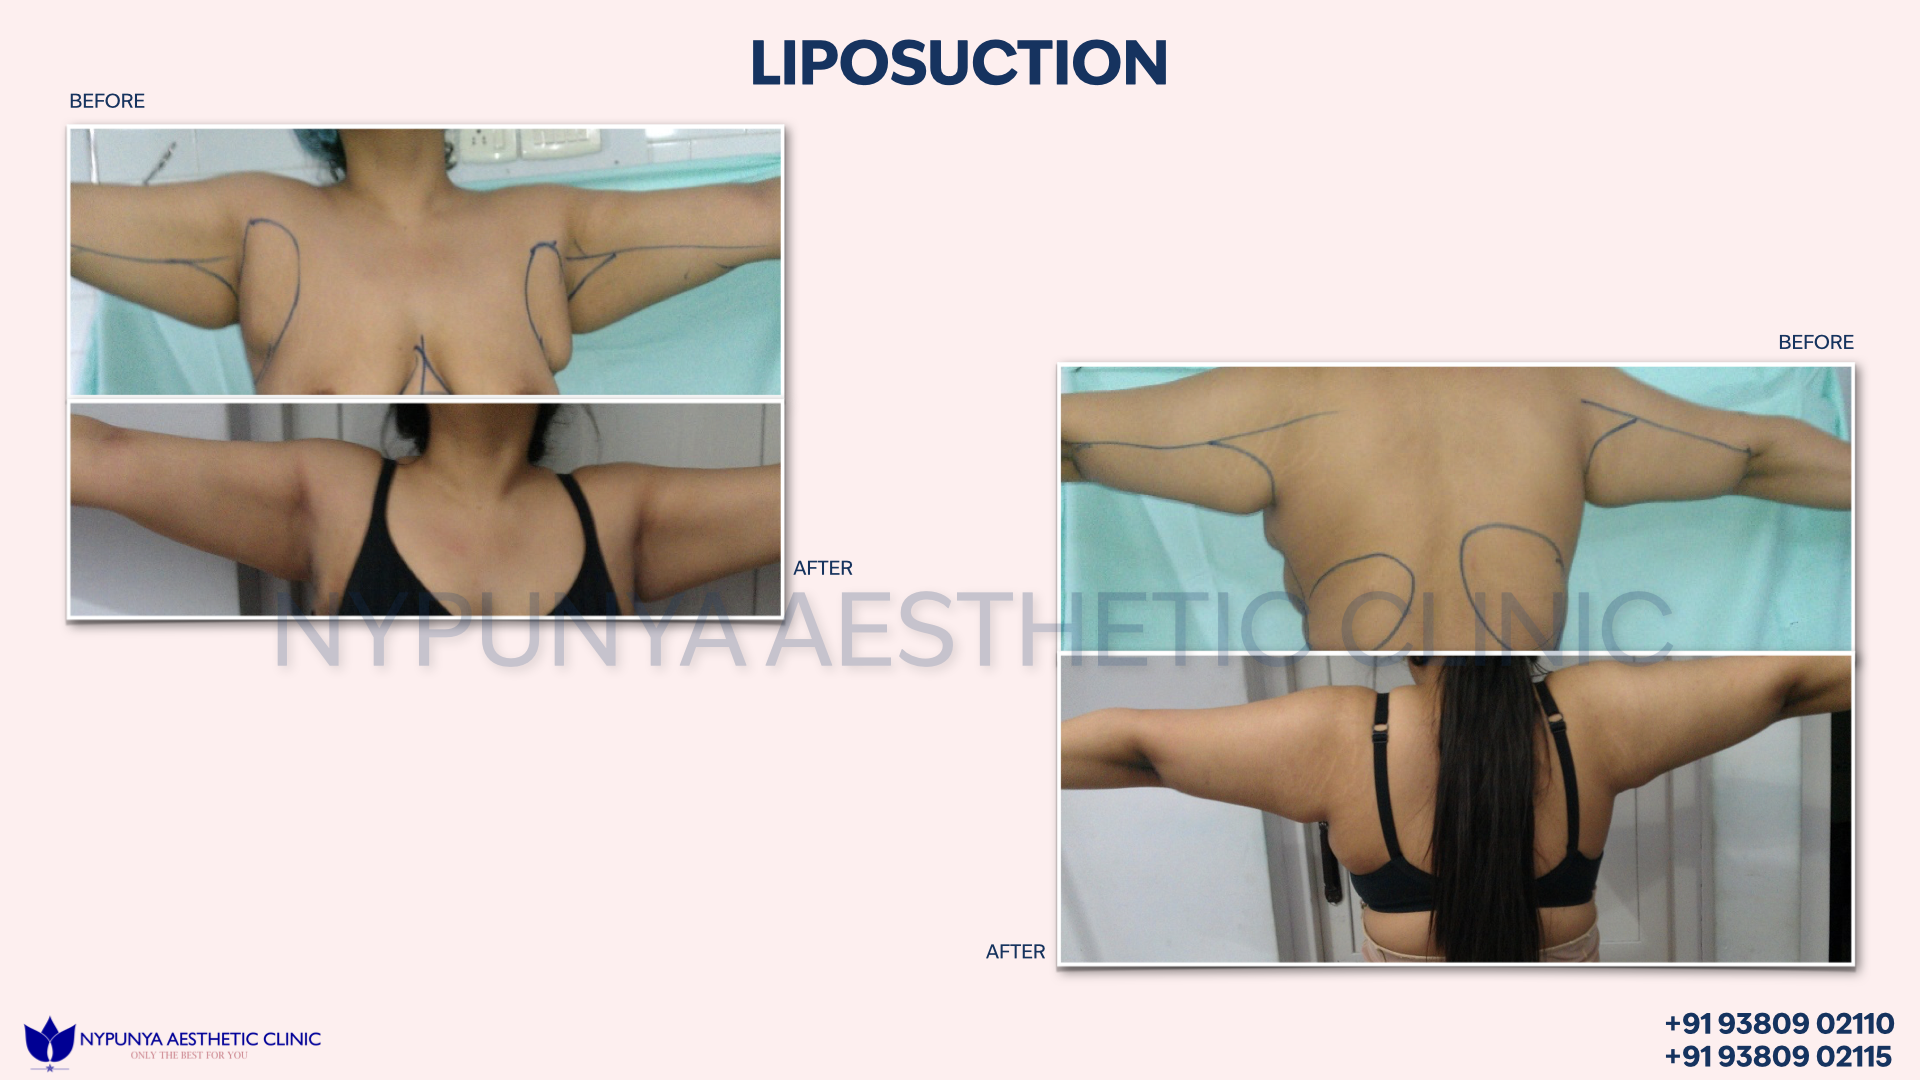 LIPOSUCTION
BEFORE
BEFORE
AFTER
NYPUNYA AESTHETIC CLINIC
AFTER
NYPUNYA AESTHETIC CLINIC
ONLY THE BEST FOR YOU
+91 93809 02110
+91 93809 02115